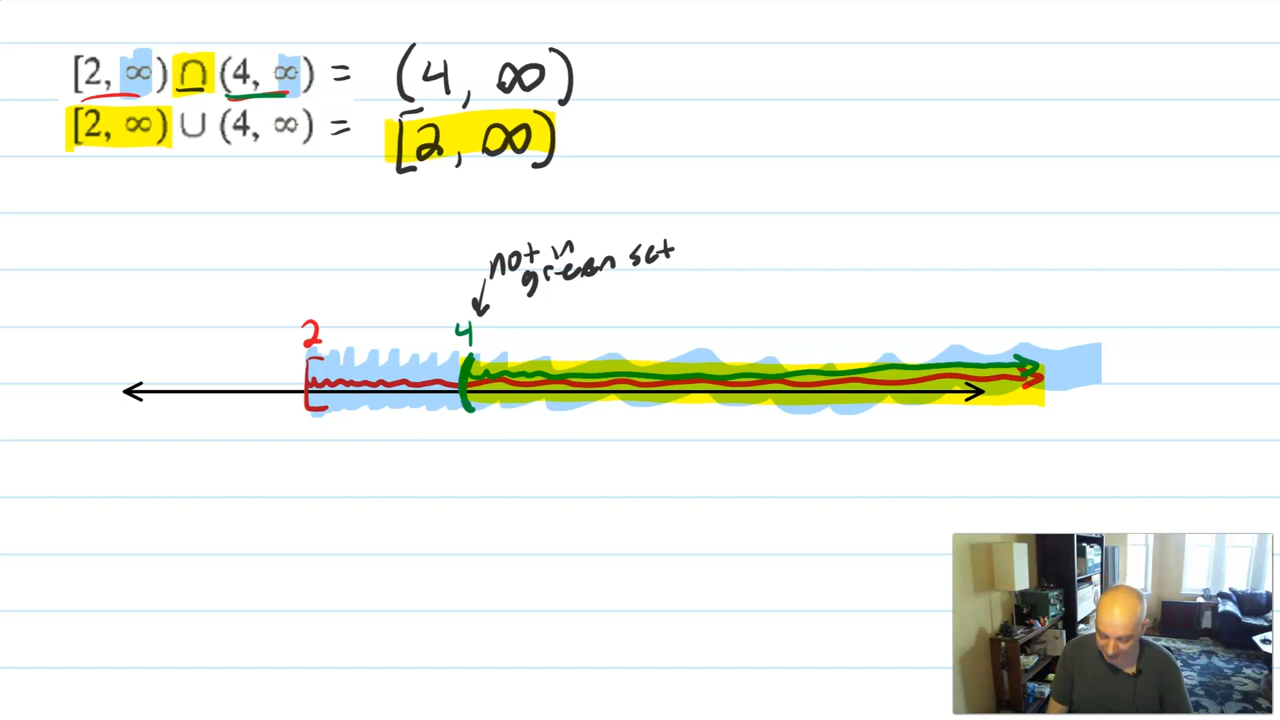 [2, ∞) ∩ (4, ∞) = (4, ∞)
[2, ∞) ∪ (4, ∞) = [2, ∞)
not in
green set
2 4